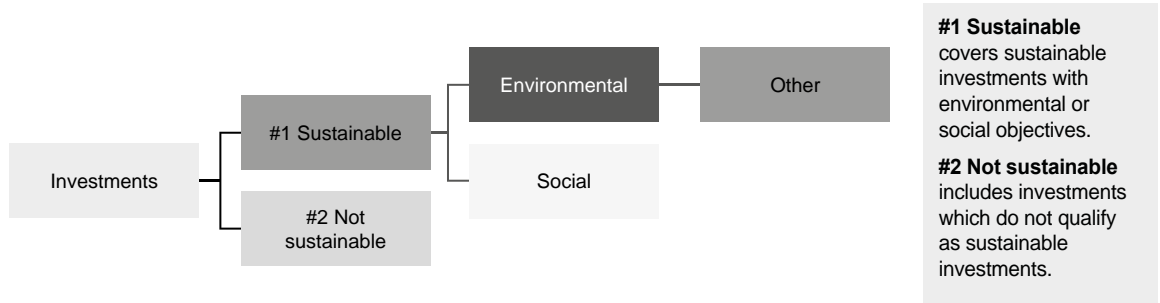 Investments
#1 Sustainable
#2 Not
sustainable
Environmental
Social
Other
#1 Sustainable
covers sustainable
investments with
environmental or
social objectives.
#2 Not sustainable
includes investments
which do not qualify
as sustainable
investments.